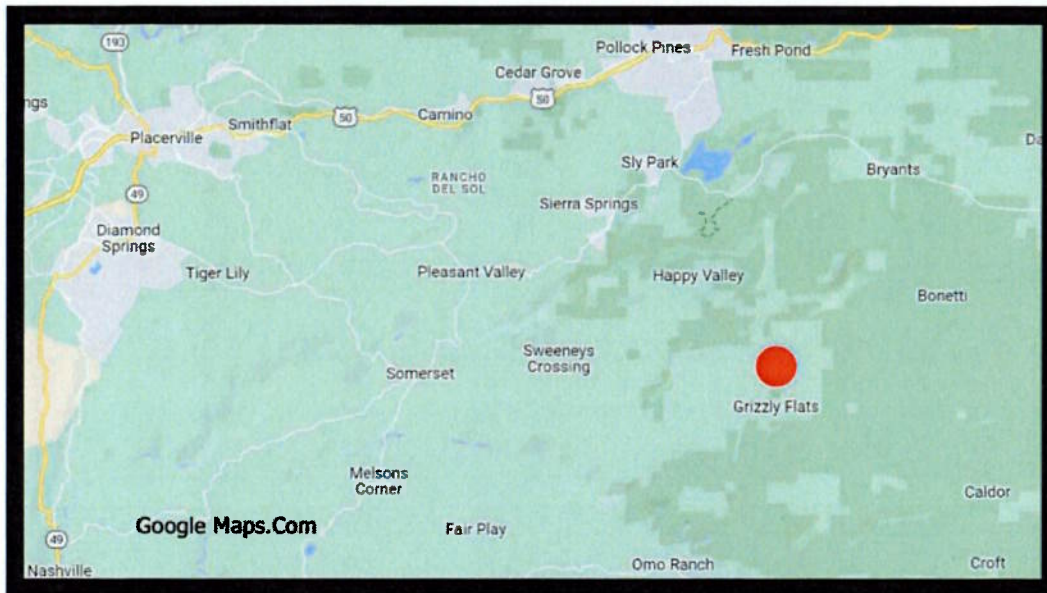 193
Pollock Pines
Fresh Pond
Cedar Grove
50
ngs
Camino
50
Smithflat
Placerville
Da
Sly Park
Bryants
RANCHO
DEL SOL
49
Sierra Springs
Diamond
Springs
Tiger Lily
Pleasant Valley
Happy Valley
Bonetti
Sweeneys
Crossing
Somerset
Grizzly Flats
Melsons
Corner
Caldor
Google Maps.Com
Fair Play
49
Omo Ranch
Croft
Nashville